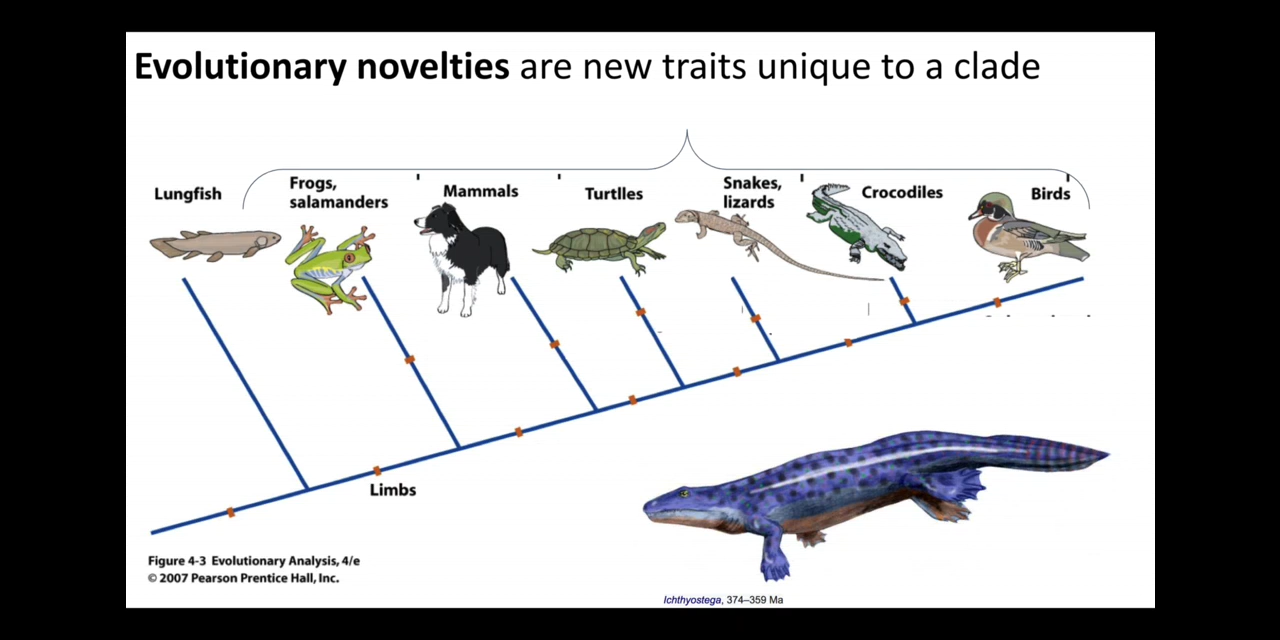 Evolutionary novelties are new traits unique to a clade
Lungfish
Frogs,
salamanders
Mammals
Turtlles
Snakes,
lizards
Crocodiles
Birds
Limbs
Figure 4-3 Evolutionary Analysis, 4/e
© 2007 Pearson Prentice Hall, Inc.
Ichthyostega, 374–359 Ma